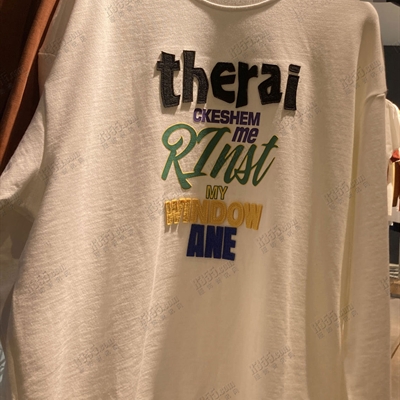 therai
CKESHEM
me
RInst
MY
WINDOW
ANE